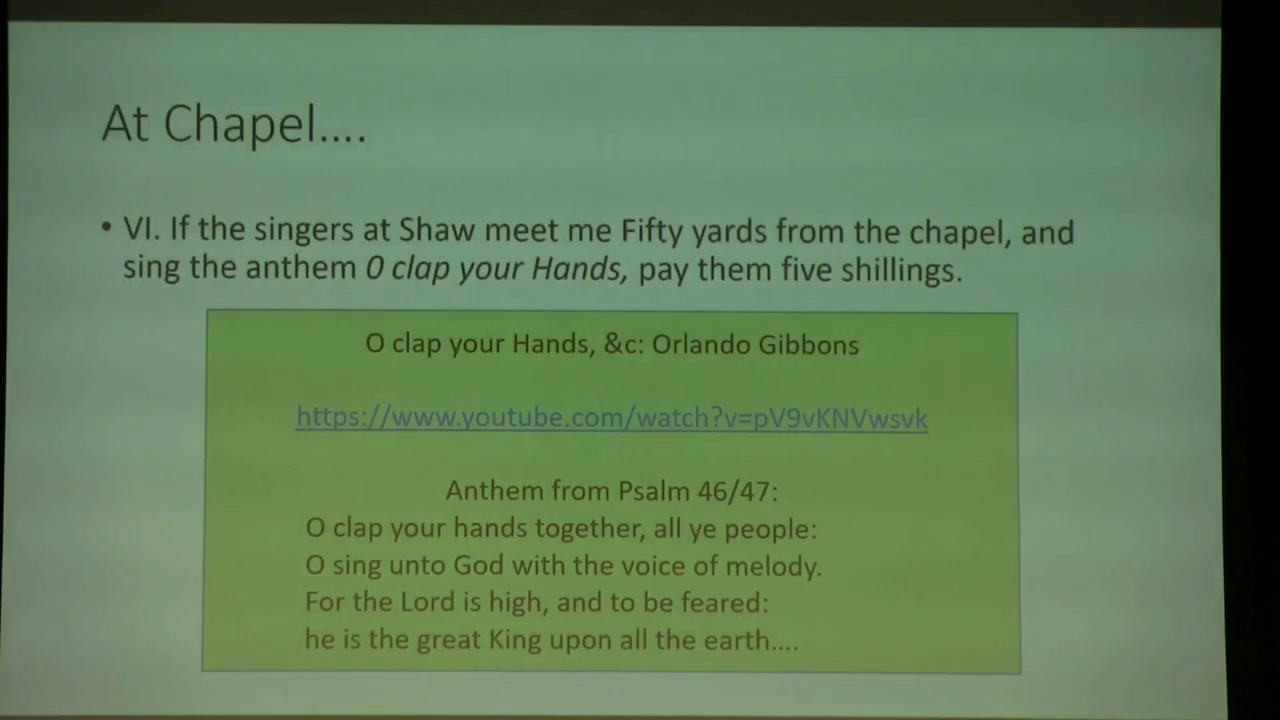 At Chapel....
• VI. If the singers at Shaw meet me Fifty yards from the chapel, and
sing the anthem 0 clap your Hands, pay them five shillings.
O clap your Hands, &c: Orlando Gibbons
https://www.youtube.com/watch?v=pV9vKNVwsvk
Anthem from Psalm 46/47:
O clap your hands together, all ye people:
O sing unto God with the voice of melody.
For the Lord is high, and to be feared:
he is the great King upon all the earth....